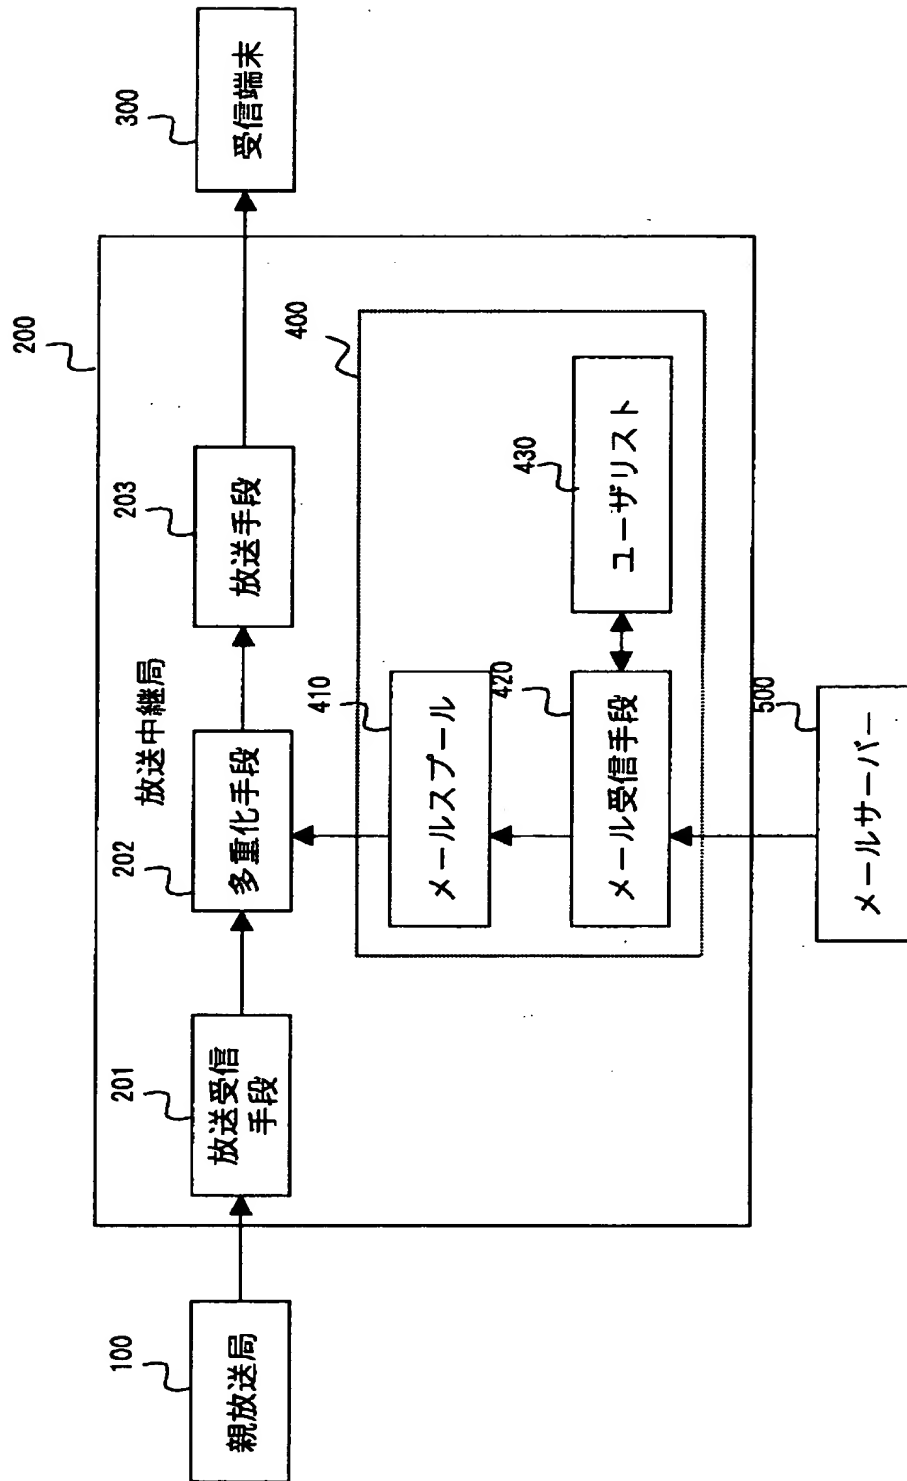 100
親放送局
200
放送中継局
201
放送受信
手段
202
多重化手段
203
放送手段
300
受信端末
400
410
メールスプール
420
メール受信手段
430
ユーザリスト
500
メールサーバー